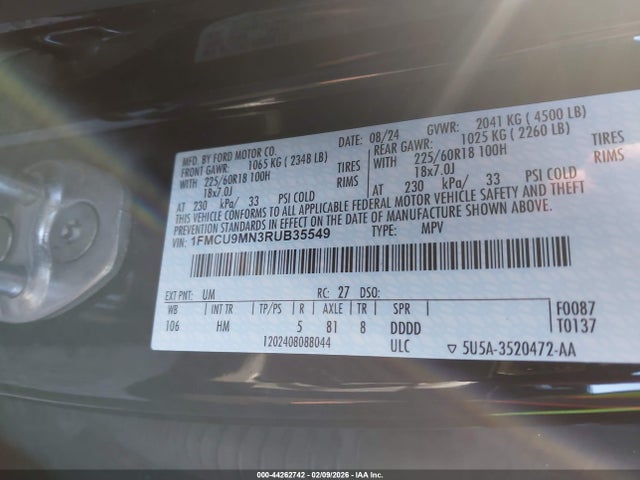 MFD. BY FORD MOTOR CO.
DATE: 08/24 GVWR: 2041 KG ( 4500 LB)
FRONT GAWR: 1065 KG ( 2348 LB)
REAR GAWR: 1025 KG ( 2260 LB)
WITH 225/60R18 100H TIRES
WITH 225/60R18 100H TIRES
18x7.0J RIMS
18x7.0J RIMS
AT 230 kPa/ 33 PSI COLD
AT 230 kPa/ 33 PSI COLD
THIS VEHICLE CONFORMS TO ALL APPLICABLE FEDERAL MOTOR VEHICLE SAFETY AND THEFT
PREVENTION STANDARDS IN EFFECT ON THE DATE OF MANUFACTURE SHOWN ABOVE.
VIN: 1FMCU9MN3RUB35549 TYPE: MPV
EXT PNT: UM RC: 27 DSO:
WB INT TR TP/PS R AXLE TR SPR
106 HM 5 81 8 DDDD
F0087
T0137
1202408088044 ULC ▽ 5U5A-3520472-AA
000-44262742 | 02/09/2026 | IAA Inc.